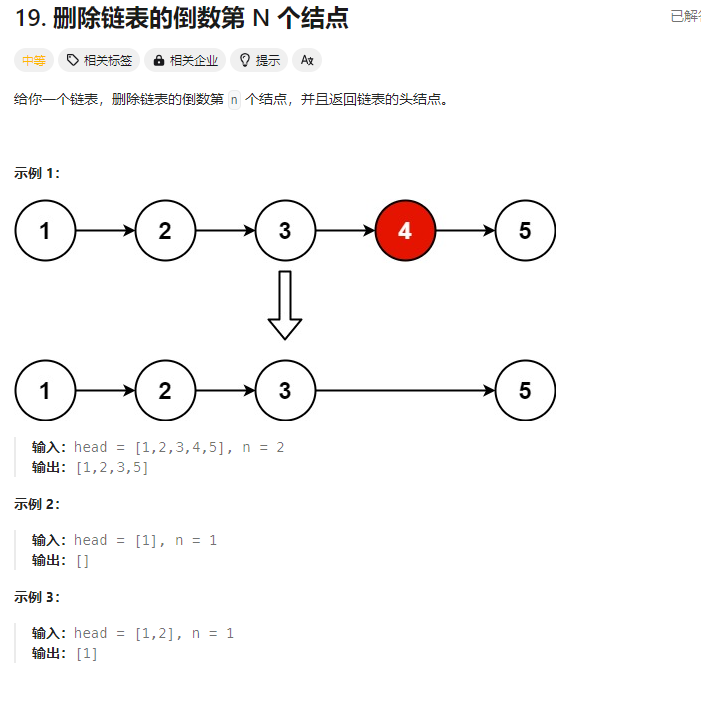 19. 删除链表的倒数第 N 个结点
已解
中等 相关标签 相关企业 提示 Aあ
给你一个链表，删除链表的倒数第 n 个结点，并且返回链表的头结点。
示例 1：
1 2 3 4 5
1 2 3 5
输入：head = [1,2,3,4,5], n = 2
输出：[1,2,3,5]
示例 2：
输入：head = [1], n = 1
输出：[]
示例 3：
输入：head = [1,2], n = 1
输出：[1]